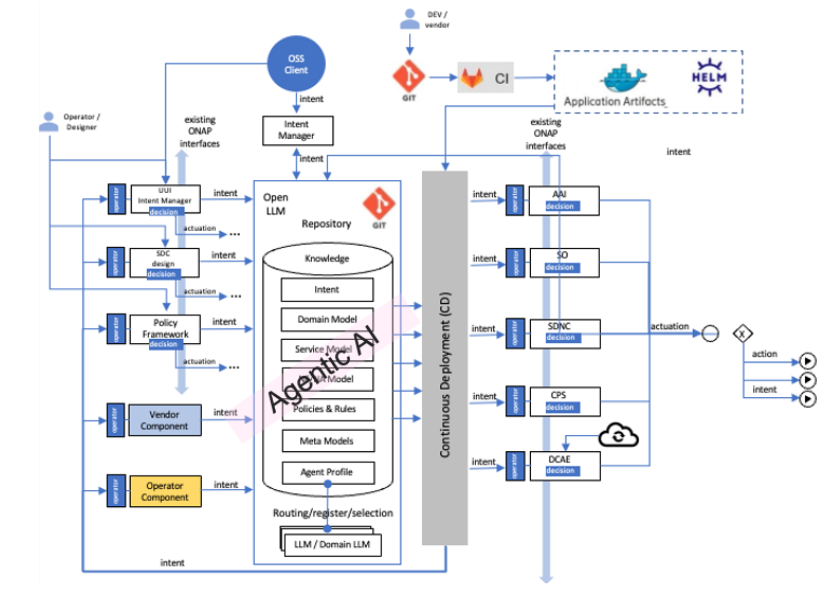 DEV /
vendor
OSS
Client
GIT
CI
HELM
Application Artifacts
Operator /
Designer
existing
ONAP
interfaces
intent
Intent
Manager
intent
existing
ONAP
interfaces
intent
operator
UUI
Intent Manager
decision
intent
actuation
...
operator
SDC
design
decision
intent
actuation
...
operator
Policy
Framework
decision
intent
actuation
...
operator
Vendor
Component
intent
operator
Operator
Component
intent
intent
Open
LLM
GIT
Repository
Knowledge
Intent
Domain Model
Service Model
Model
Policies & Rules
Meta Models
Agent Profile
Agentic AI
Routing/register/selection
LLM / Domain LLM
Continuous Deployment (CD)
intent
operator
AAI
decision
intent
operator
SO
decision
intent
operator
SDNC
decision
intent
operator
CPS
decision
intent
operator
DCAE
decision
actuation
X
action
intent